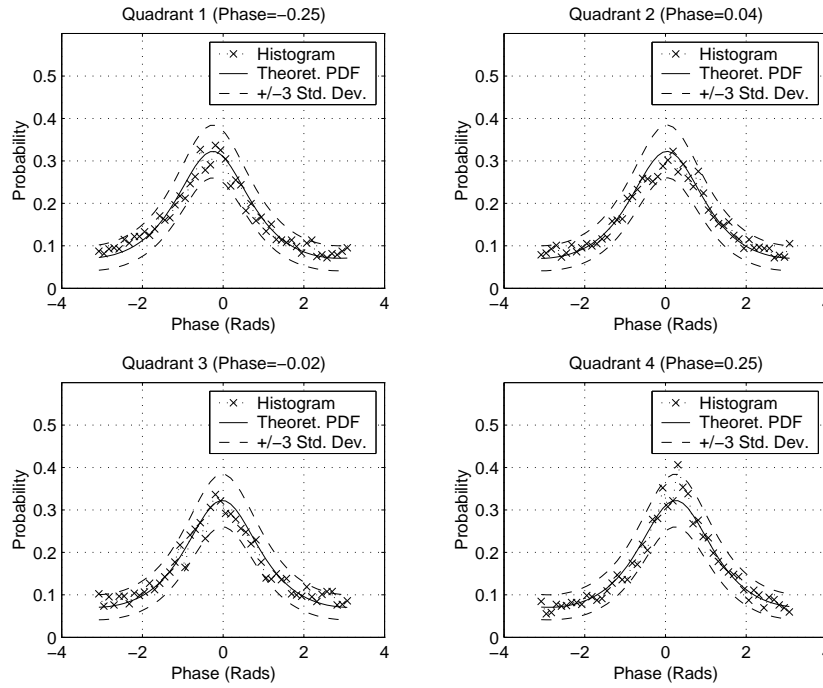 Quadrant 1 (Phase=−0.25)
Histogram
Theoret. PDF
+/−3 Std. Dev.
Probability
0.5
0.4
0.3
0.2
0.1
0
−4
−2
0
2
4
Phase (Rads)
Quadrant 2 (Phase=0.04)
Histogram
Theoret. PDF
+/−3 Std. Dev.
Probability
0.5
0.4
0.3
0.2
0.1
0
−4
−2
0
2
4
Phase (Rads)
Quadrant 3 (Phase=−0.02)
Histogram
Theoret. PDF
+/−3 Std. Dev.
Probability
0.5
0.4
0.3
0.2
0.1
0
−4
−2
0
2
4
Phase (Rads)
Quadrant 4 (Phase=0.25)
Histogram
Theoret. PDF
+/−3 Std. Dev.
Probability
0.5
0.4
0.3
0.2
0.1
0
−4
−2
0
2
4
Phase (Rads)